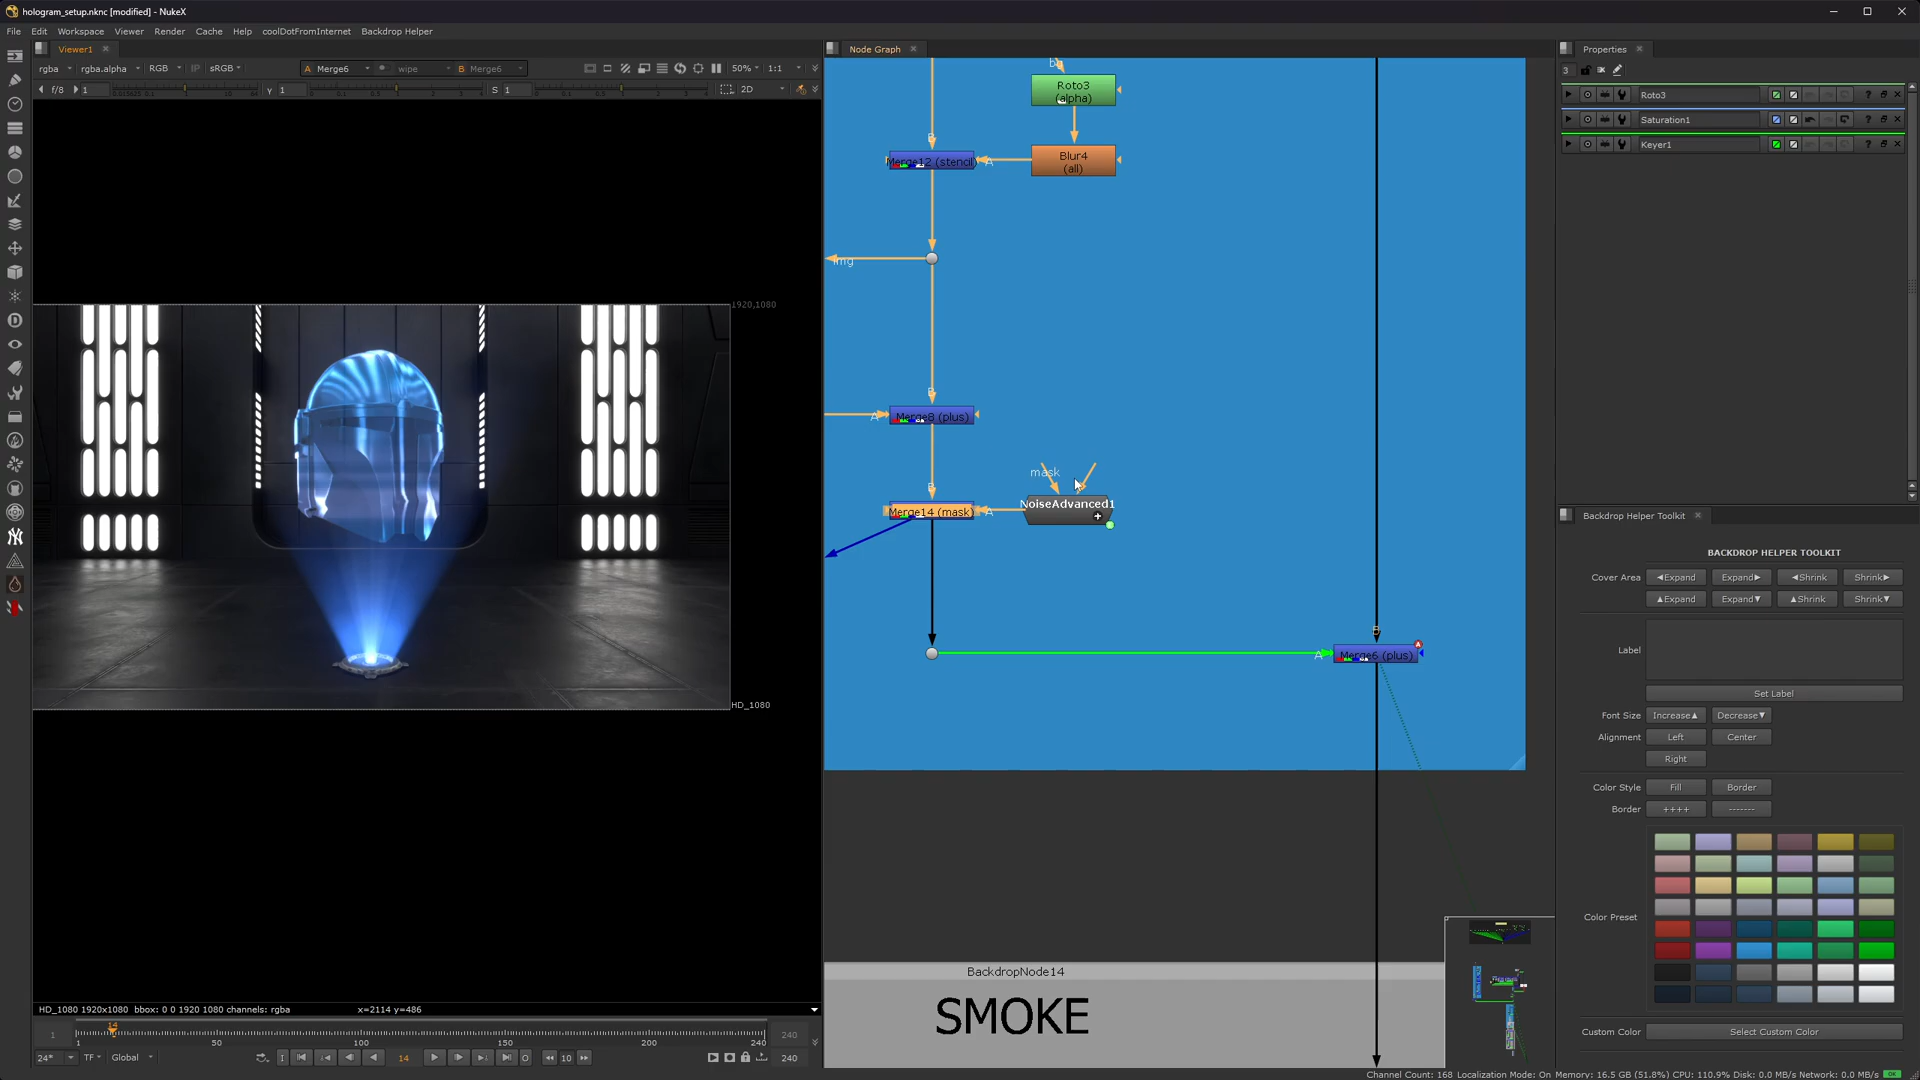 hologram_setup.nknc [modified] - NukeX
File Edit Workspace Viewer Render Cache Help coolDotFromInternet Backdrop Helper
Viewer1
rgba rgba.alpha RGB IP sRGB A Merge6 wipe B Merge6 50% 1:1
f/8 1 Y 1 S 1 2D
1920,1080
HD_1080
HD_1080 1920x1080 bbox: 0 0 1920 1080 channels: rgba x=2114 y=486
1 14 1 50 100 150 200 240 240
24* TF Global 14 10 240
Node Graph
Roto3
(alpha)
B
Merge12 (stencil)
A
Blur4
(all)
img
B
A
Merge8 (plus)
mask
B
NoiseAdvanced1
Merge14 (mask)
A
B
A
Merge6 (plus)
BackdropNode14
SMOKE
Properties
3
Roto3
Saturation1
Keyer1
Backdrop Helper Toolkit
BACKDROP HELPER TOOLKIT
Cover Area ◀Expand Expand▶ ◀Shrink Shrink▶
▲Expand Expand▼ ▲Shrink Shrink▼
Label
Set Label
Font Size Increase▲ Decrease▼
Alignment Left Center
Right
Color Style Fill Border
Border ++++ -------
Color Preset
Custom Color Select Custom Color
Channel Count: 168 Localization Mode: On Memory: 16.5 GB (51.8%) CPU: 110.9% Disk: 0.0 MB/s Network: 0.0 MB/s OK